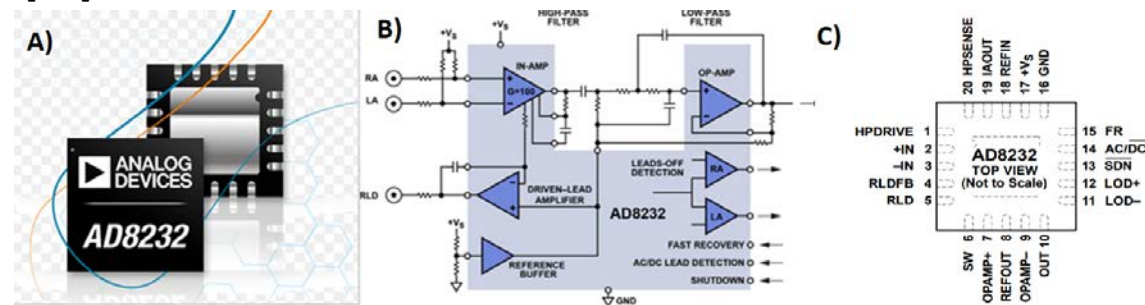 A)
ANALOG
DEVICES
AD8232
B)
HIGH-PASS
FILTER
LOW-PASS
FILTER
+VS
+VS
IN-AMP
G=100
OP-AMP
RA
LA
LEADS-OFF
DETECTION
RA
RLD
DRIVEN–LEAD
AMPLIFIER
AD8232
LA
+VS
FAST RECOVERY
AC/DC LEAD DETECTION
REFERENCE
BUFFER
SHUTDOWN
GND
C)
20 HPSENSE
19 IAOUT
18 REFIN
17 +VS
16 GND
HPDRIVE 1
+IN 2
–IN 3
RLDFB 4
RLD 5
AD8232
TOP VIEW
(Not to Scale)
15 FR
14 AC/DC
13 SDN
12 LOD+
11 LOD–
SW 6
OPAMP+ 7
REFOUT 8
OPAMP– 9
OUT 10